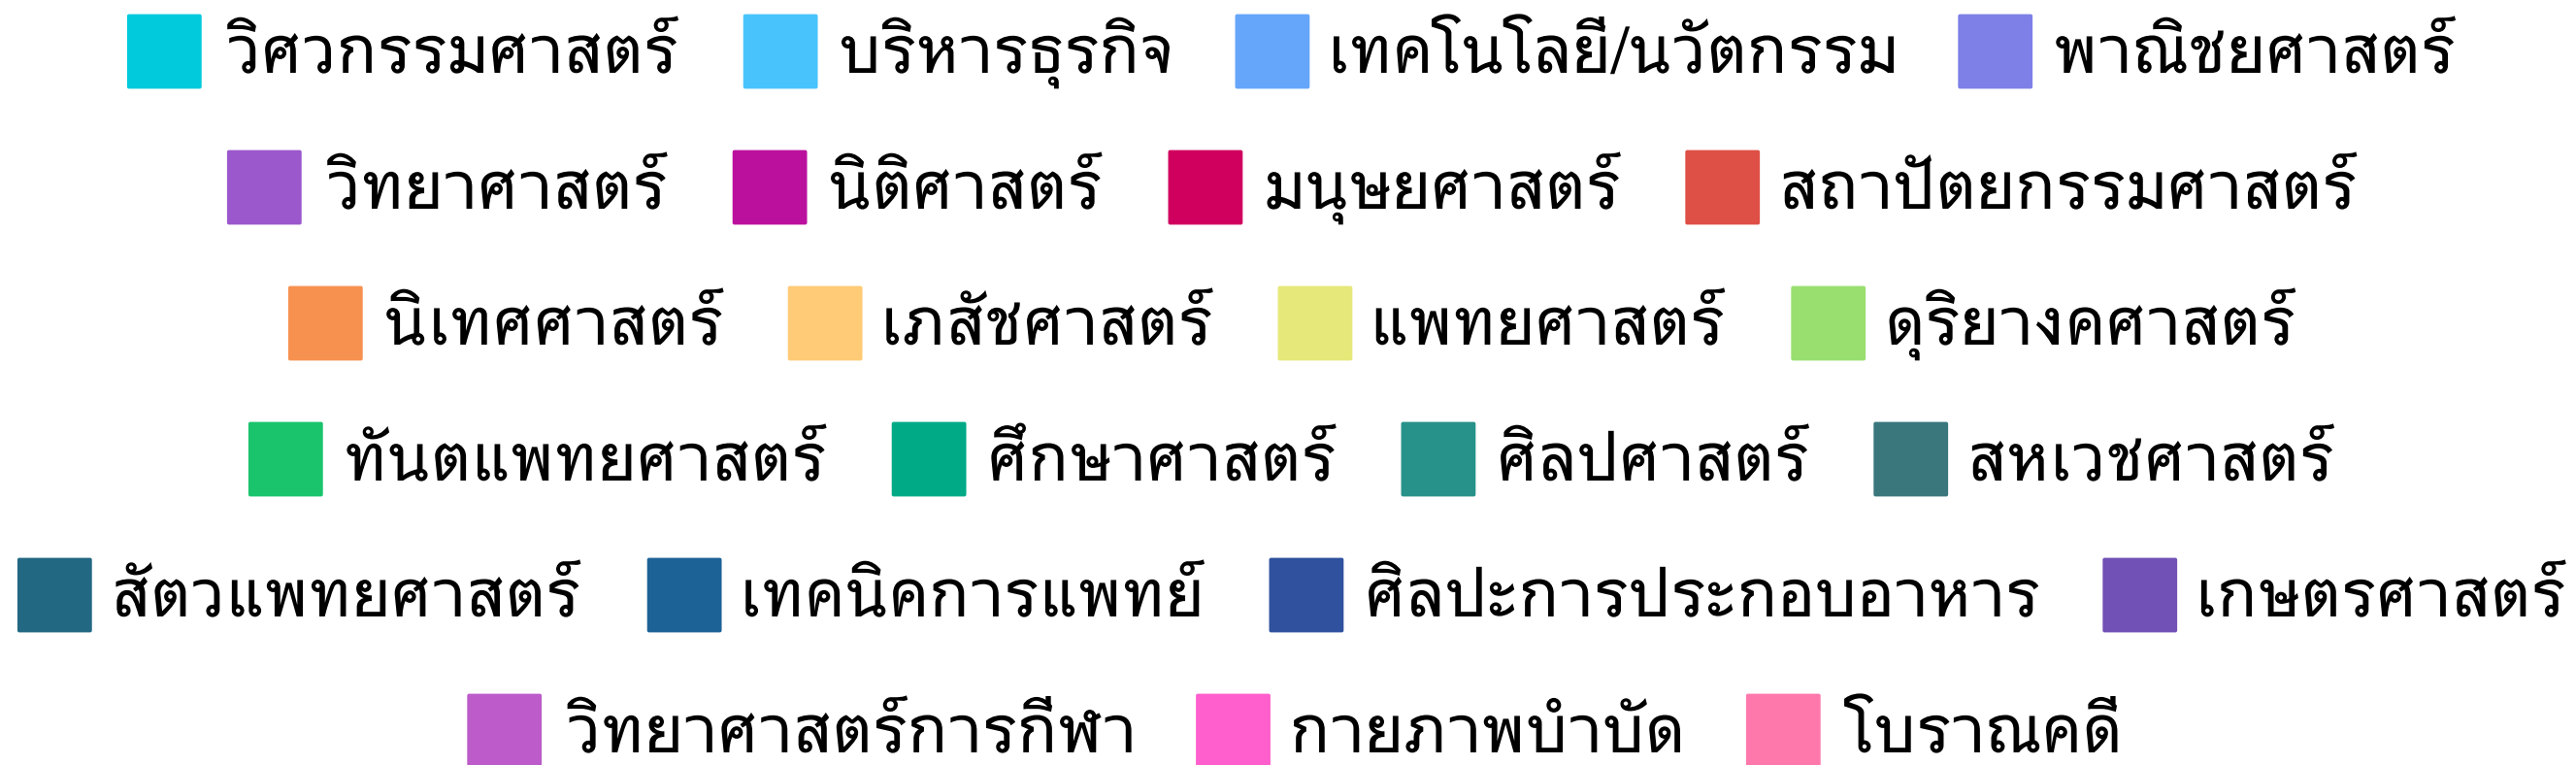 วิศวกรรมศาสตร์ บริหารธุรกิจ เทคโนโลยี/นวัตกรรม พาณิชยศาสตร์
วิทยาศาสตร์ นิติศาสตร์ มนุษยศาสตร์ สถาปัตยกรรมศาสตร์
นิเทศศาสตร์ เภสัชศาสตร์ แพทยศาสตร์ ดุริยางคศาสตร์
ทันตแพทยศาสตร์ ศึกษาศาสตร์ ศิลปศาสตร์ สหเวชศาสตร์
สัตวแพทยศาสตร์ เทคนิคการแพทย์ ศิลปะการประกอบอาหาร เกษตรศาสตร์
วิทยาศาสตร์การกีฬา กายภาพบำบัด โบราณคดี